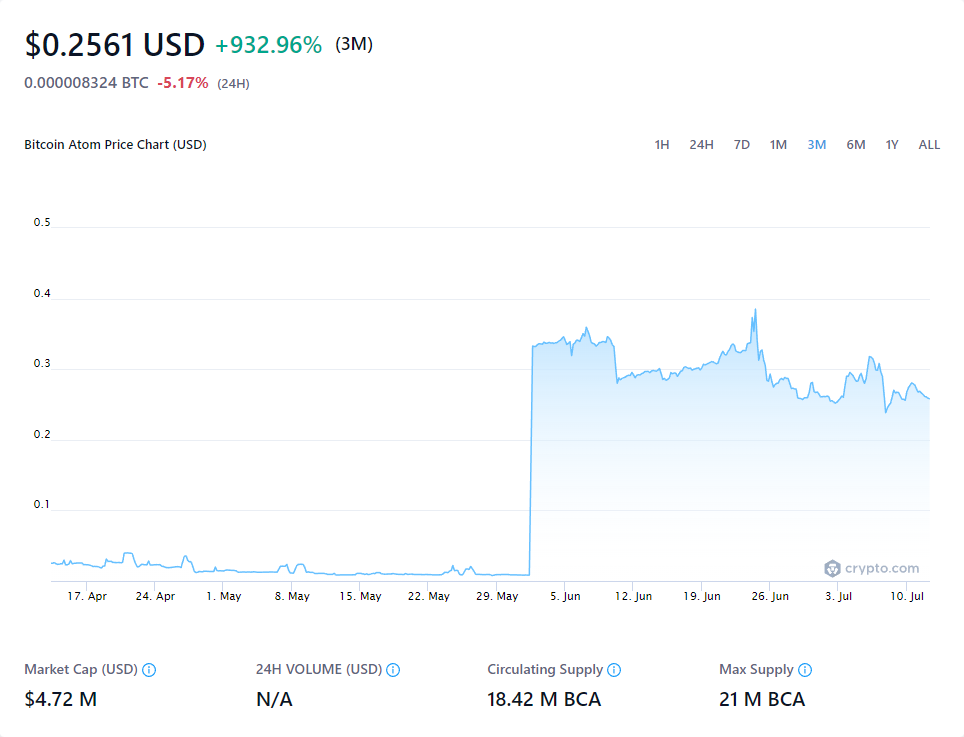 $0.2561 USD +932.96% (3M)
0.000008324 BTC -5.17% (24H)
Bitcoin Atom Price Chart (USD) 1H 24H 7D 1M 3M 6M 1Y ALL
0.5
0.4
0.3
0.2
0.1
crypto.com
17. Apr 24. Apr 1. May 8. May 15. May 22. May 29. May 5. Jun 12. Jun 19. Jun 26. Jun 3. Jul 10. Jul
Market Cap (USD) 24H VOLUME (USD) Circulating Supply Max Supply
$4.72 M N/A 18.42 M BCA 21 M BCA